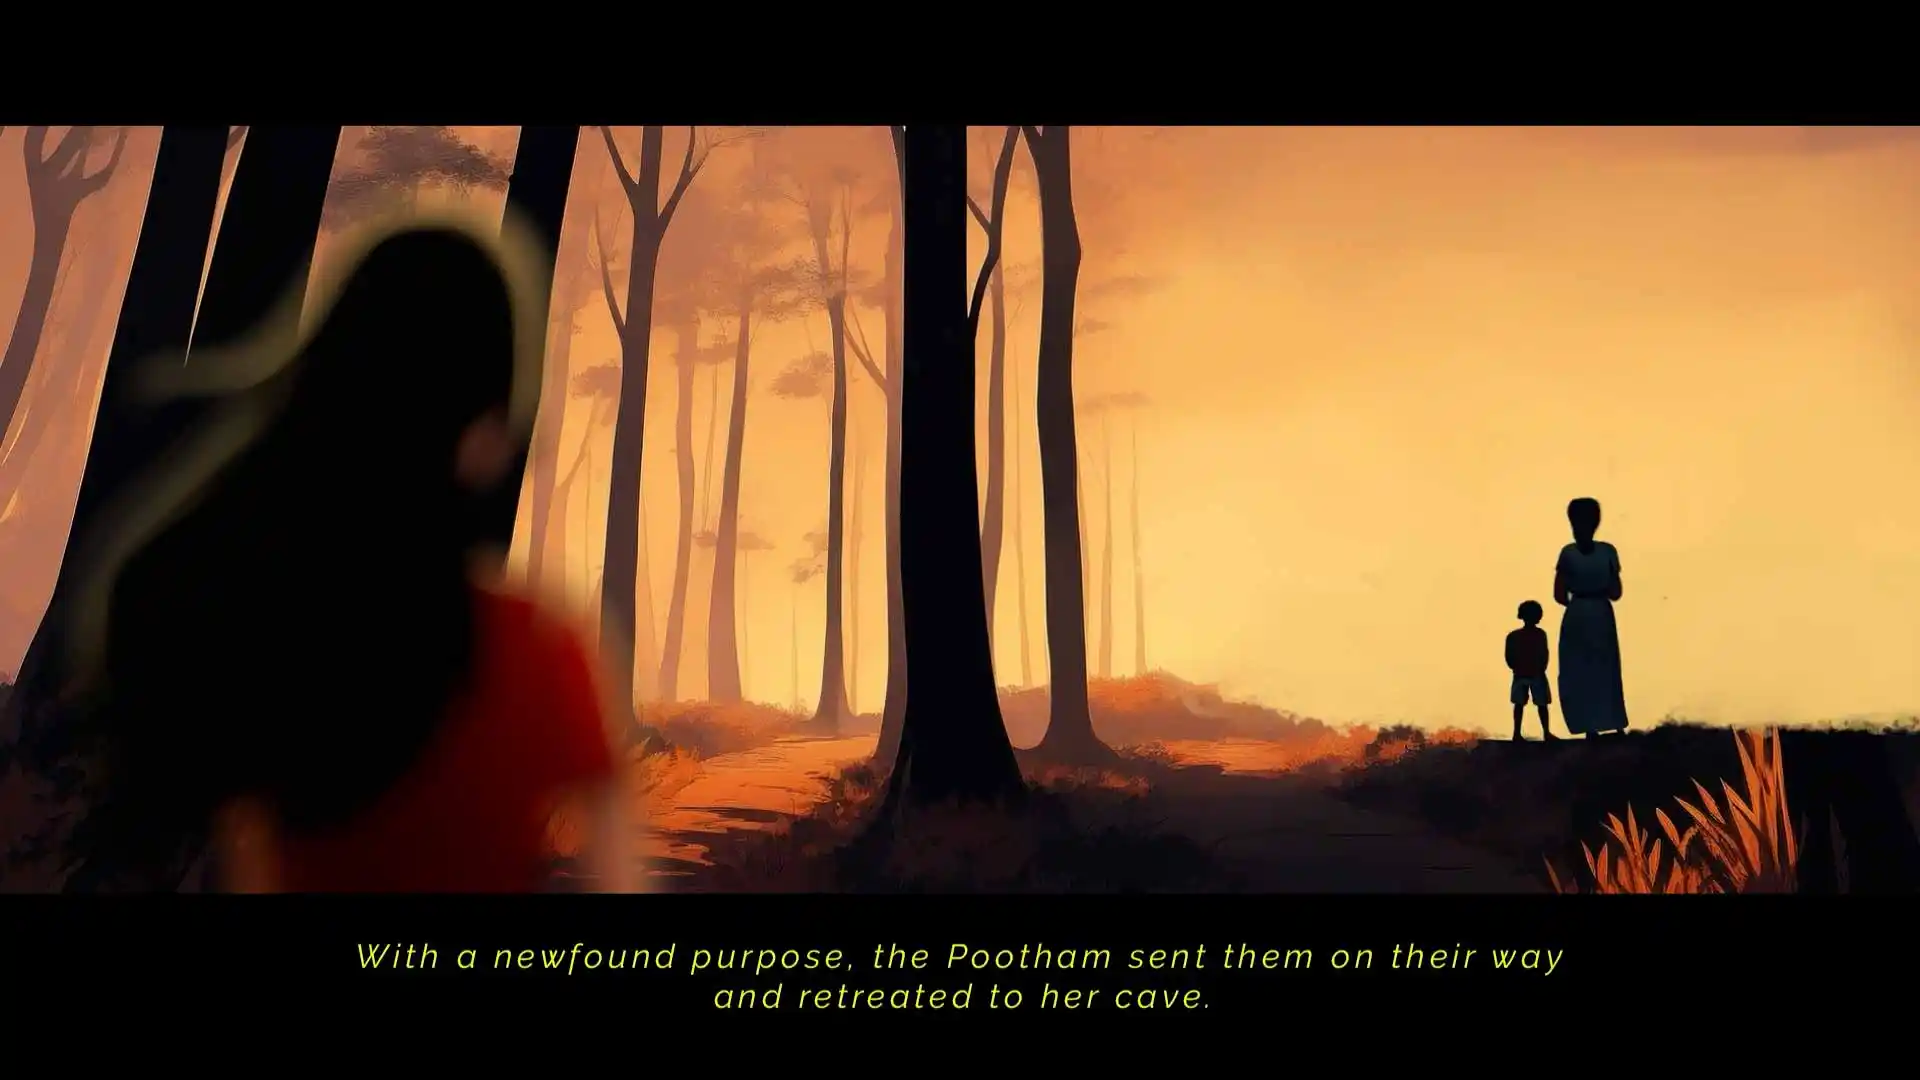 With a newfound purpose, the Pootham sent them on their way
and retreated to her cave.